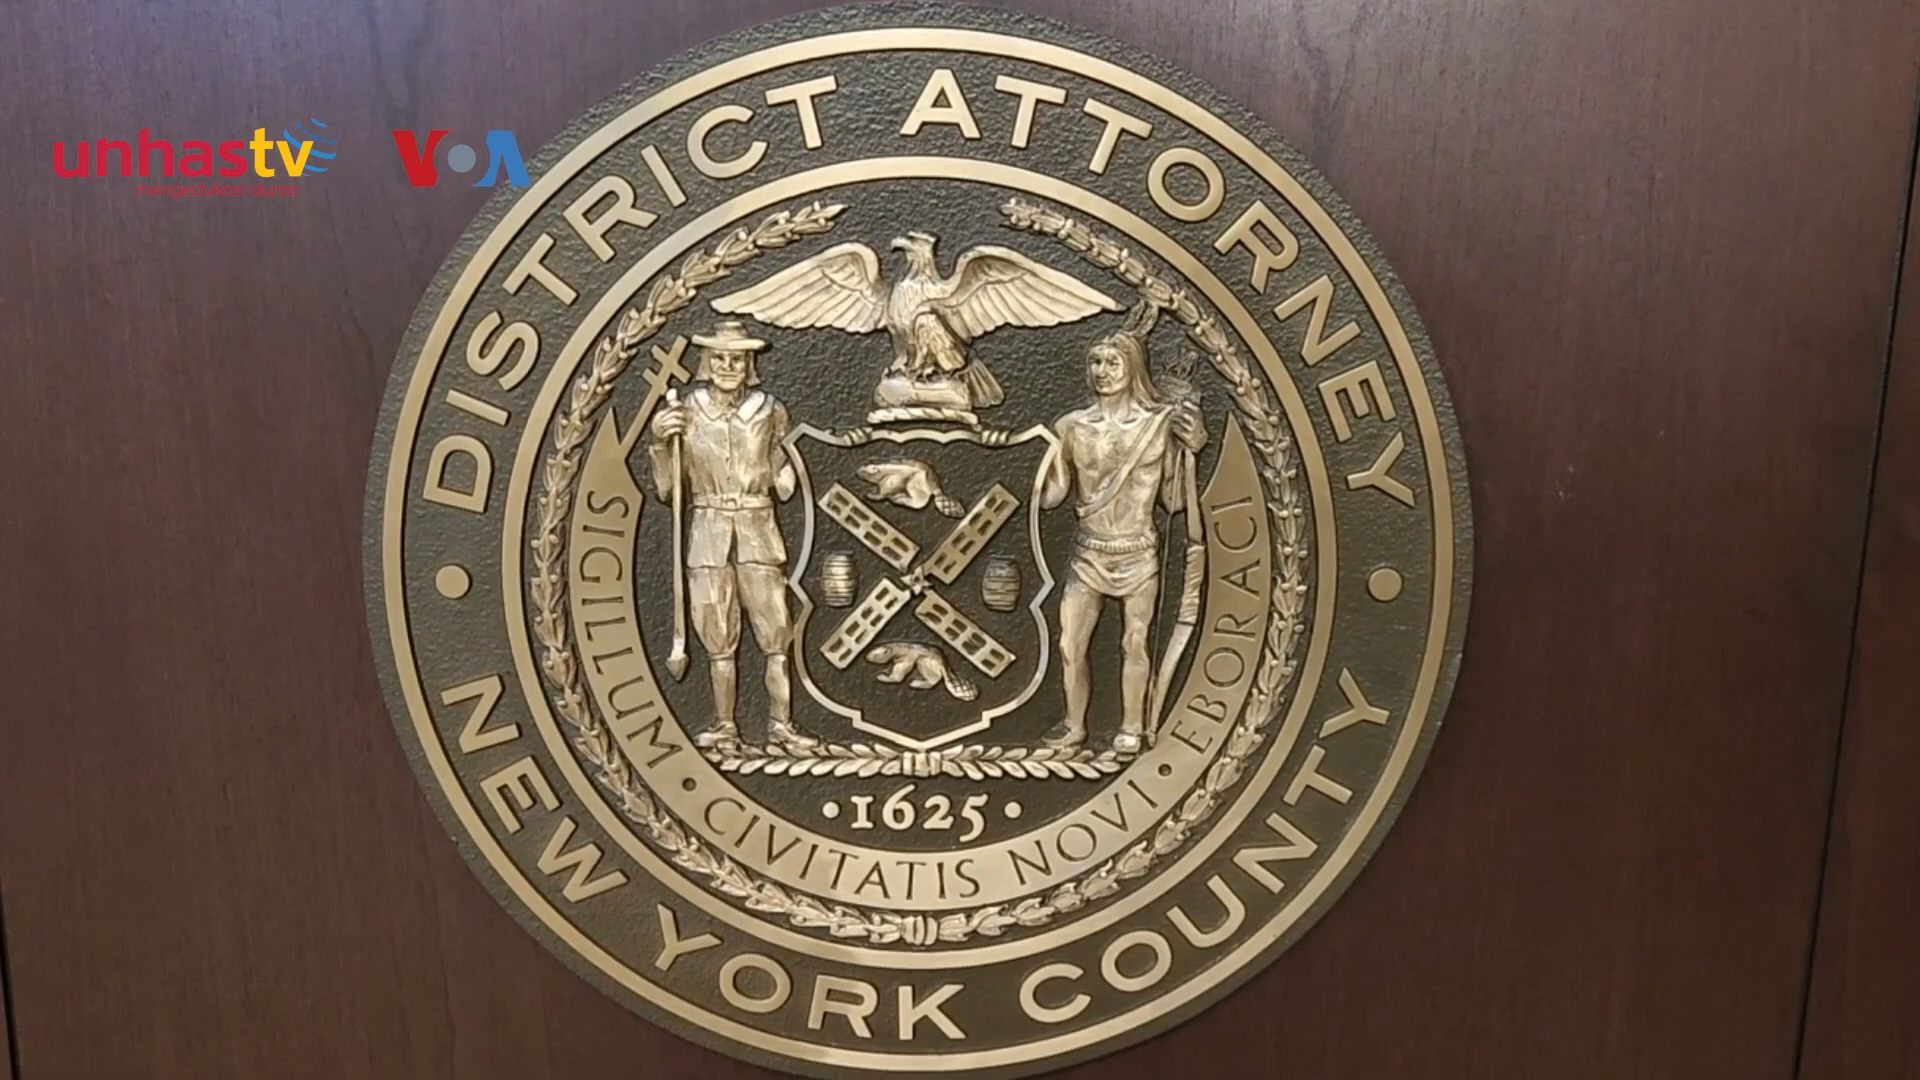 unhastv
mengedukasi dunia
VOA
DISTRICT ATTORNEY
SIGILLUM · CIVITATIS NOVI · EBORACI
·1625·
NEW YORK COUNTY